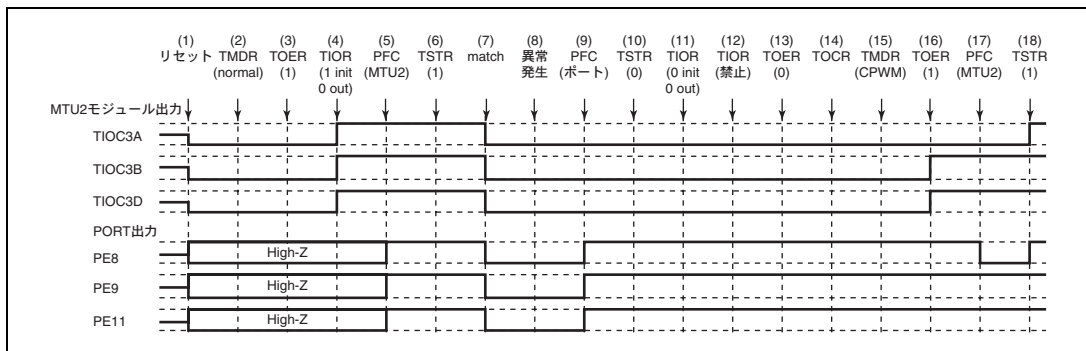 (1) (2) (3) (4) (5) (6) (7) (8) (9) (10) (11) (12) (13) (14) (15) (16) (17) (18)
リセット TMDR TOER TIOR PFC TSTR match 異常 PFC TSTR TIOR TIOR TOER TOCR TMDR TOER PFC TSTR
(normal) (1) (1 init (MTU2) (1) 発生 (ポート) (0) (0 init (禁止) (0) (CPWM) (1) (MTU2) (1)
0 out) 0 out)
MTU2モジュール出力
TIOC3A
TIOC3B
TIOC3D
PORT出力
PE8 High-Z
PE9 High-Z
PE11 High-Z